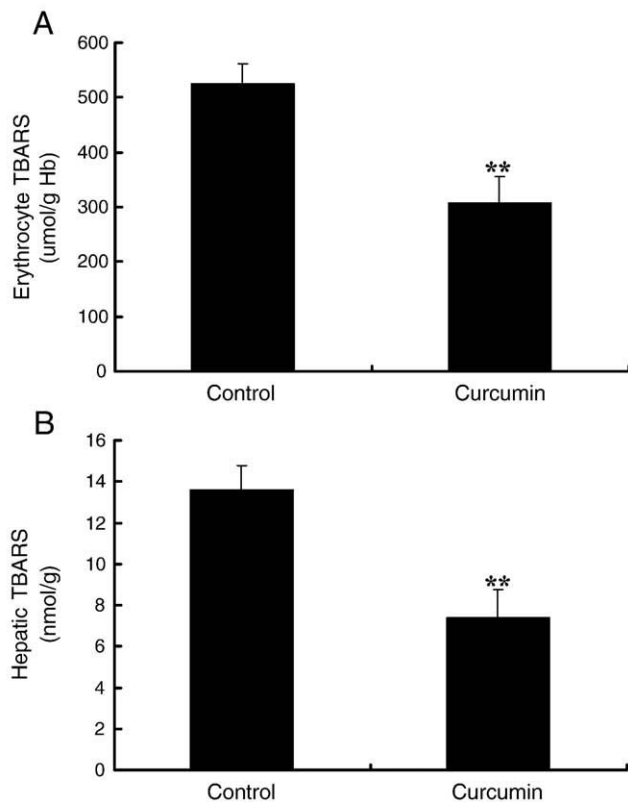 A
600
500
400
300
200
100
0
Erythrocyte TBARS
(umol/g Hb)
**
Control Curcumin
B
16
14
12
10
8
6
4
2
0
Hepatic TBARS
(nmol/g)
**
Control Curcumin